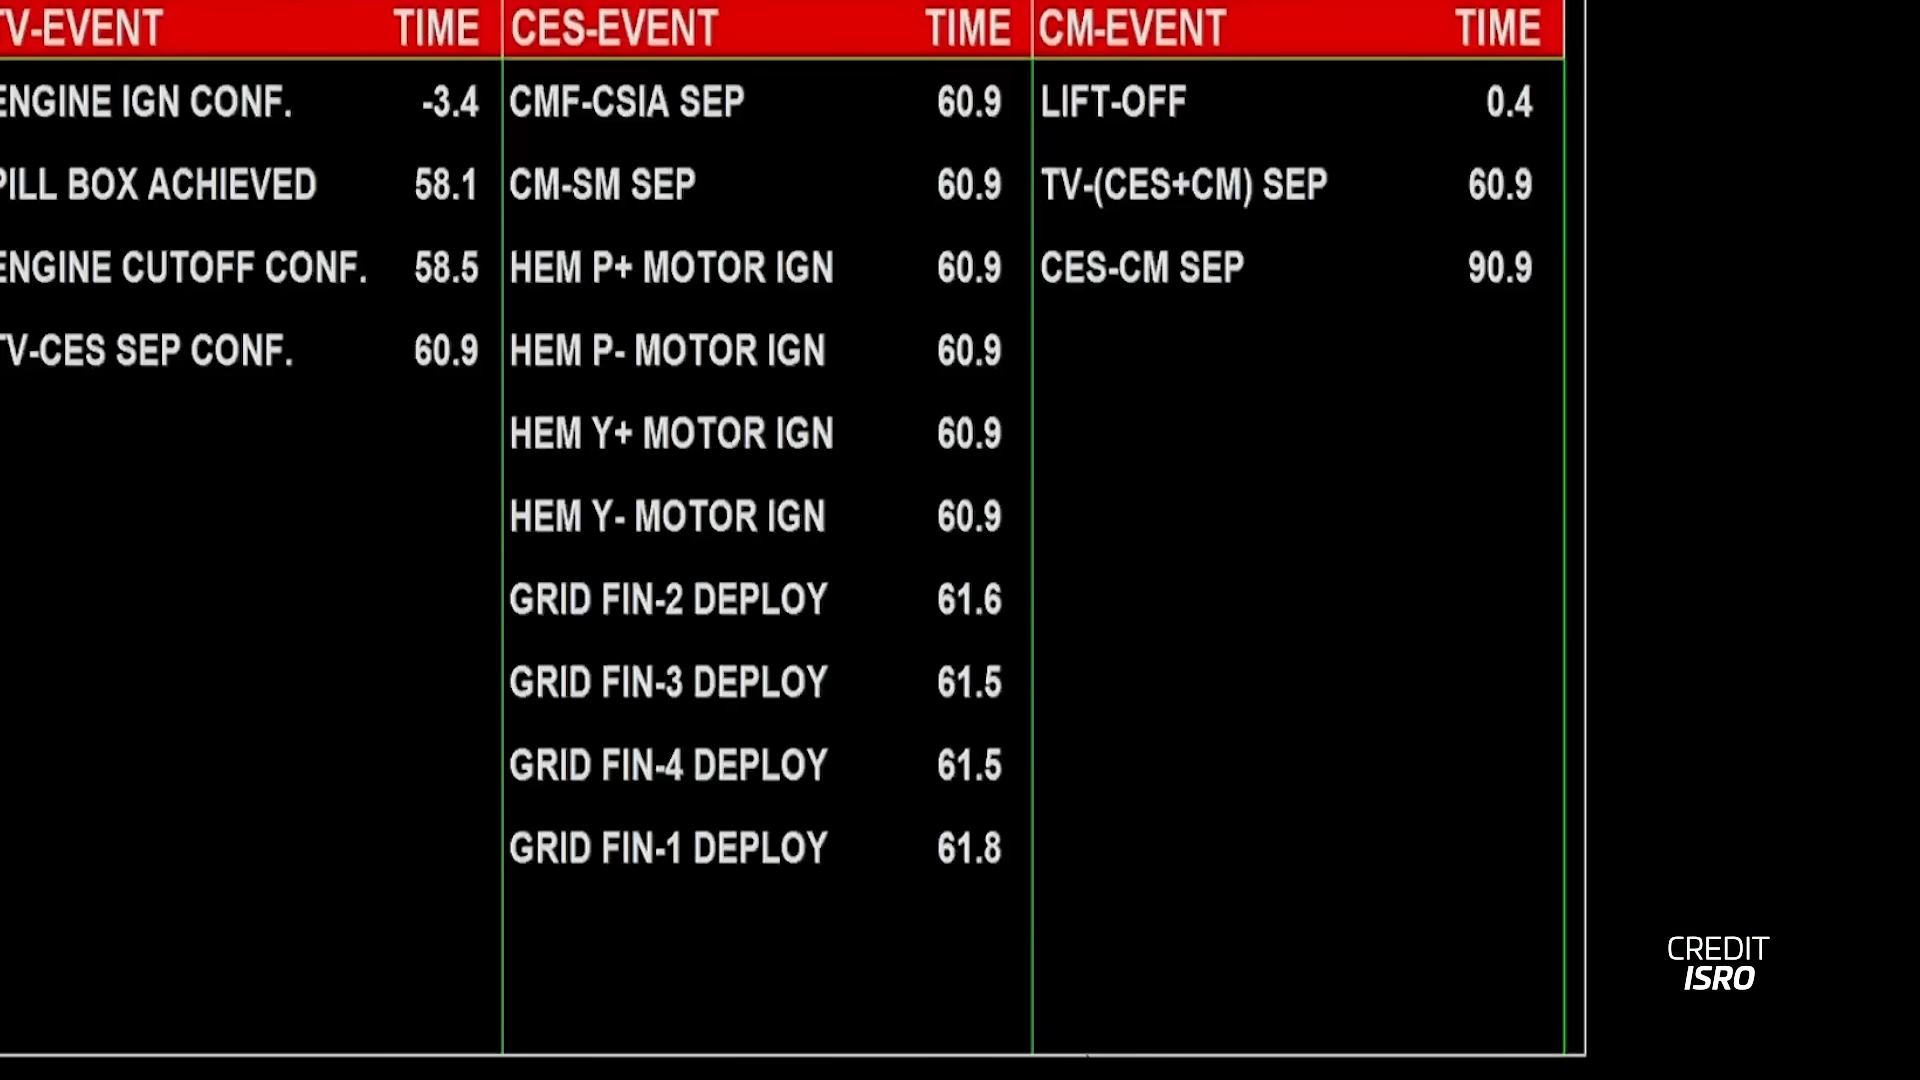 TV-EVENT TIME CES-EVENT TIME CM-EVENT TIME
ENGINE IGN CONF. -3.4 CMF-CSIA SEP 60.9 LIFT-OFF 0.4
PILL BOX ACHIEVED 58.1 CM-SM SEP 60.9 TV-(CES+CM) SEP 60.9
ENGINE CUTOFF CONF. 58.5 HEM P+ MOTOR IGN 60.9 CES-CM SEP 90.9
TV-CES SEP CONF. 60.9 HEM P- MOTOR IGN 60.9
HEM Y+ MOTOR IGN 60.9
HEM Y- MOTOR IGN 60.9
GRID FIN-2 DEPLOY 61.6
GRID FIN-3 DEPLOY 61.5
GRID FIN-4 DEPLOY 61.5
GRID FIN-1 DEPLOY 61.8
CREDIT
ISRO